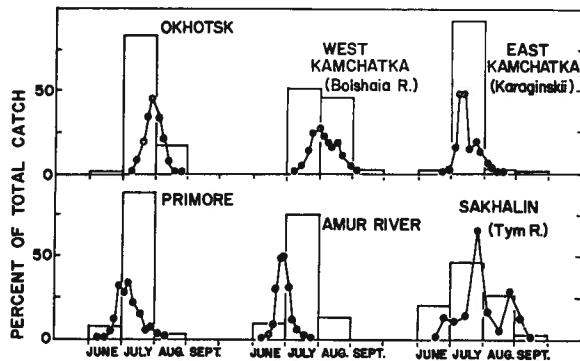 PERCENT OF TOTAL CATCH
50
OKHOTSK
WEST
KAMCHATKA
(Bolshaia R.)
EAST
KAMCHATKA
(Karaginskii)
0
50
PRIMORE
AMUR RIVER
SAKHALIN
(Tym R.)
0
JUNE JULY AUG. SEPT. JUNE JULY AUG. SEPT. JUNE JULY AUG. SEPT.